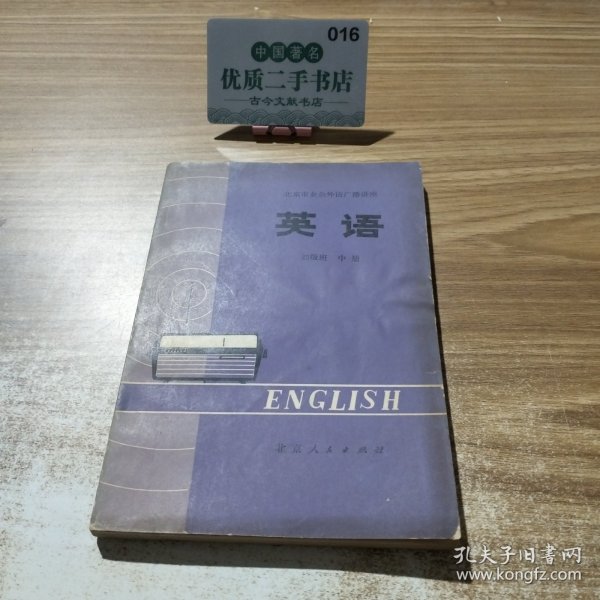 016
中国著名
优质二手书店
古今文献书店
北京市业余外语广播讲座
英语
初级班 中册
ENGLISH
北京人民出版社
孔夫子旧书网
www.kongfz.com